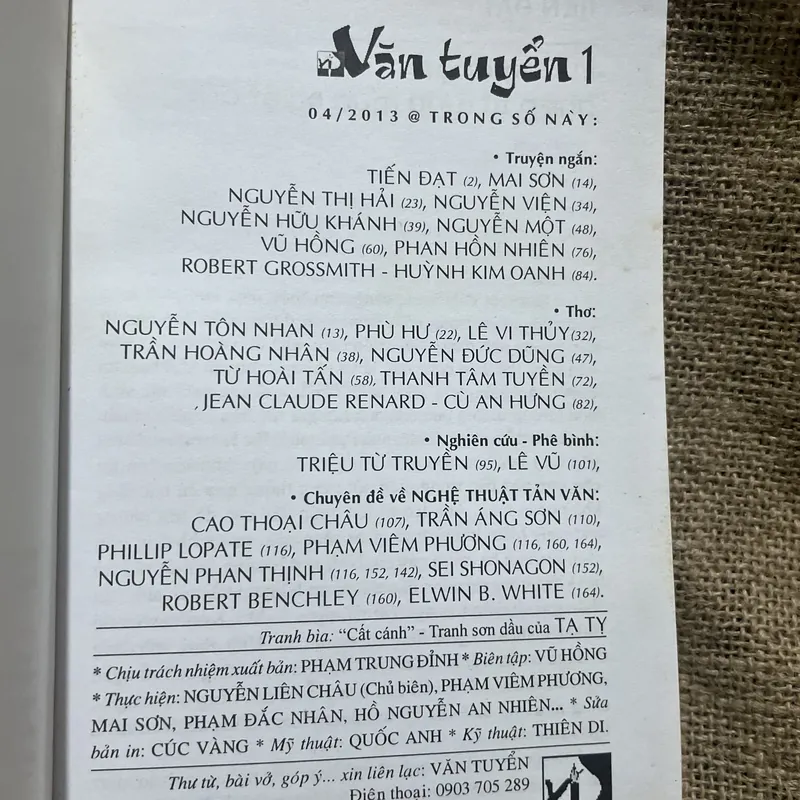 Văn tuyển 1
04/2013 @ TRONG SỐ NÀY:
• Truyện ngắn:
TIẾN ĐẠT (2), MAI SƠN (14),
NGUYỄN THỊ HẢI (23), NGUYỄN VIỆN (34),
NGUYỄN HỮU KHÁNH (39), NGUYỄN MỘT (48),
VŨ HỒNG (60), PHAN HỒN NHIÊN (76),
ROBERT GROSSMITH - HUỲNH KIM OANH (84).
• Thơ:
NGUYỄN TÔN NHAN (13), PHÙ HƯ (22), LÊ VI THỦY(32),
TRẦN HOÀNG NHÂN (38), NGUYỄN ĐỨC DŨNG (47),
TỪ HOÀI TẤN (58), THANH TÂM TUYỀN (72),
, JEAN CLAUDE RENARD - CÙ AN HƯNG (82),
• Nghiên cứu - Phê bình:
TRIỆU TỪ TRUYỀN (95), LÊ VŨ (101),
• Chuyên đề về NGHỆ THUẬT TẢN VĂN:
CAO THOẠI CHÂU (107), TRẦN ÁNG SƠN (110),
PHILLIP LOPATE (116), PHẠM VIÊM PHƯƠNG (116, 160, 164),
NGUYỄN PHAN THỊNH (116, 152, 142), SEI SHONAGON (152),
ROBERT BENCHLEY (160), ELWIN B. WHITE (164).
Tranh bìa: “Cất cánh” - Tranh sơn dầu của TẠ TỴ
* Chịu trách nhiệm xuất bản: PHẠM TRUNG ĐỈNH * Biên tập: VŨ HỒNG
* Thực hiện: NGUYỄN LIÊN CHÂU (Chủ biên), PHẠM VIÊM PHƯƠNG,
MAI SƠN, PHẠM ĐẮC NHÂN, HỒ NGUYỄN AN NHIÊN... * Sửa
bản in: CÚC VÀNG * Mỹ thuật: QUỐC ANH * Kỹ thuật: THIÊN DI.
Thư từ, bài vở, góp ý... xin liên lạc: VĂN TUYỂN
Điện thoại: 0903 705 289